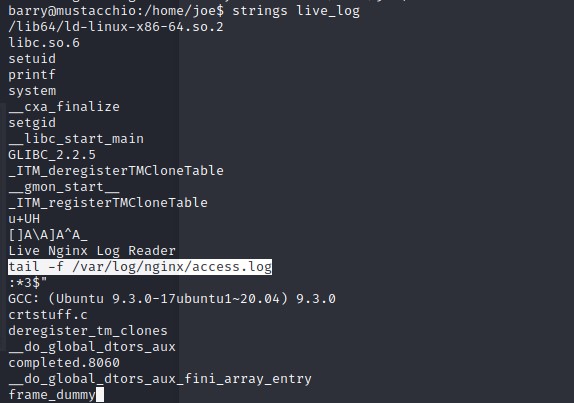 barry@mustacchio:/home/joe$ strings live_log
/lib64/ld-linux-x86-64.so.2
libc.so.6
setuid
printf
system
__cxa_finalize
setgid
__libc_start_main
GLIBC_2.2.5
_ITM_deregisterTMCloneTable
__gmon_start__
_ITM_registerTMCloneTable
u+UH
[]A\A]A^A_
Live Nginx Log Reader
tail -f /var/log/nginx/access.log
:*3$"
GCC: (Ubuntu 9.3.0-17ubuntu1~20.04) 9.3.0
crtstuff.c
deregister_tm_clones
__do_global_dtors_aux
completed.8060
__do_global_dtors_aux_fini_array_entry
frame_dummy